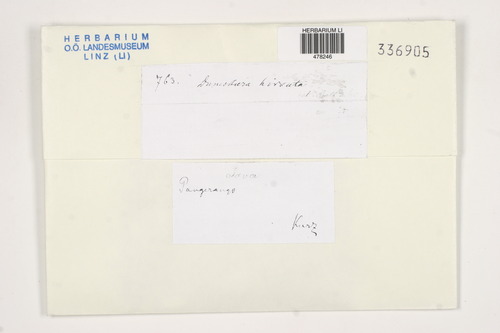 HERBARIUM
O.Ö. LANDESMUSEUM
LINZ (LI)
HERBARIUM LI
478246
336905
763. Dumortiera hirsuta
Java
Pangerango
Kurz